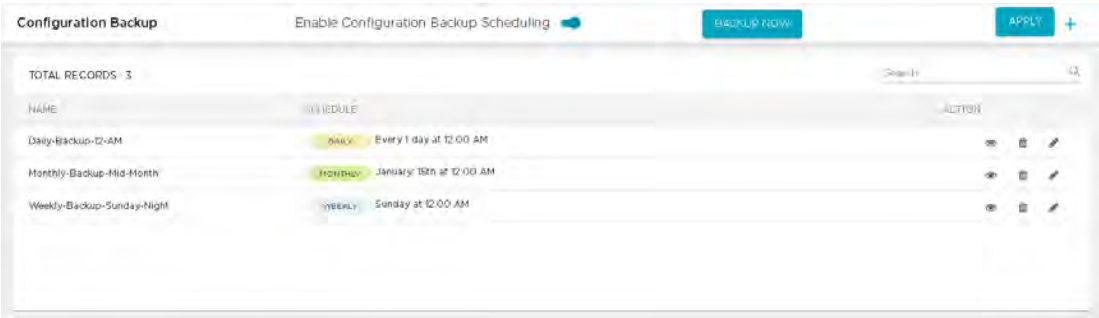 Configuration Backup Enable Configuration Backup Scheduling BACKUP NOW APPLY +
TOTAL RECORDS 3 Search
NAME SCHEDULE ACTION
Daily-Backup-12-AM DAILY Every 1 day at 12:00 AM
Monthly-Backup-Mid-Month MONTHLY January 15th at 12:00 AM
Weekly-Backup-Sunday-Night WEEKLY Sunday at 12:00 AM